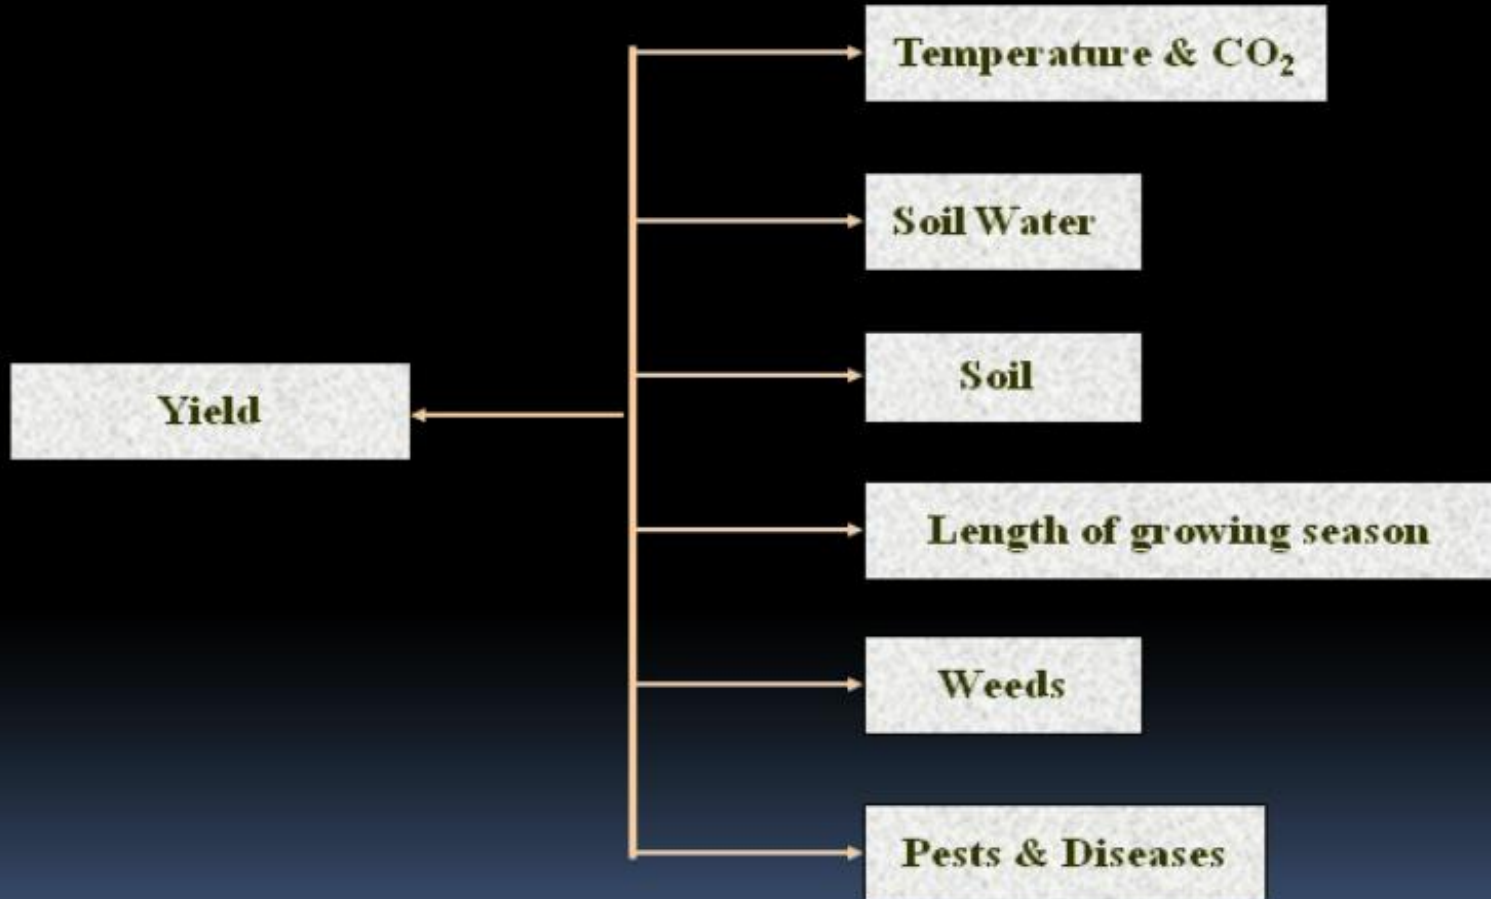 Temperature & CO₂
Soil Water
Soil
Yield
Length of growing season
Weeds
Pests & Diseases